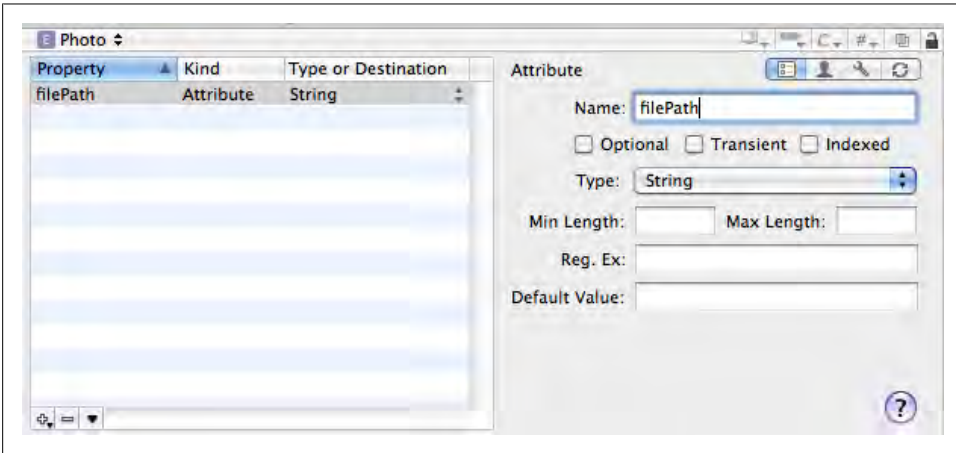 E Photo
C #
Property Kind Type or Destination
filePath Attribute String
Attribute
Name: filePath
Optional Transient Indexed
Type: String
Min Length: Max Length:
Reg. Ex:
Default Value:
?